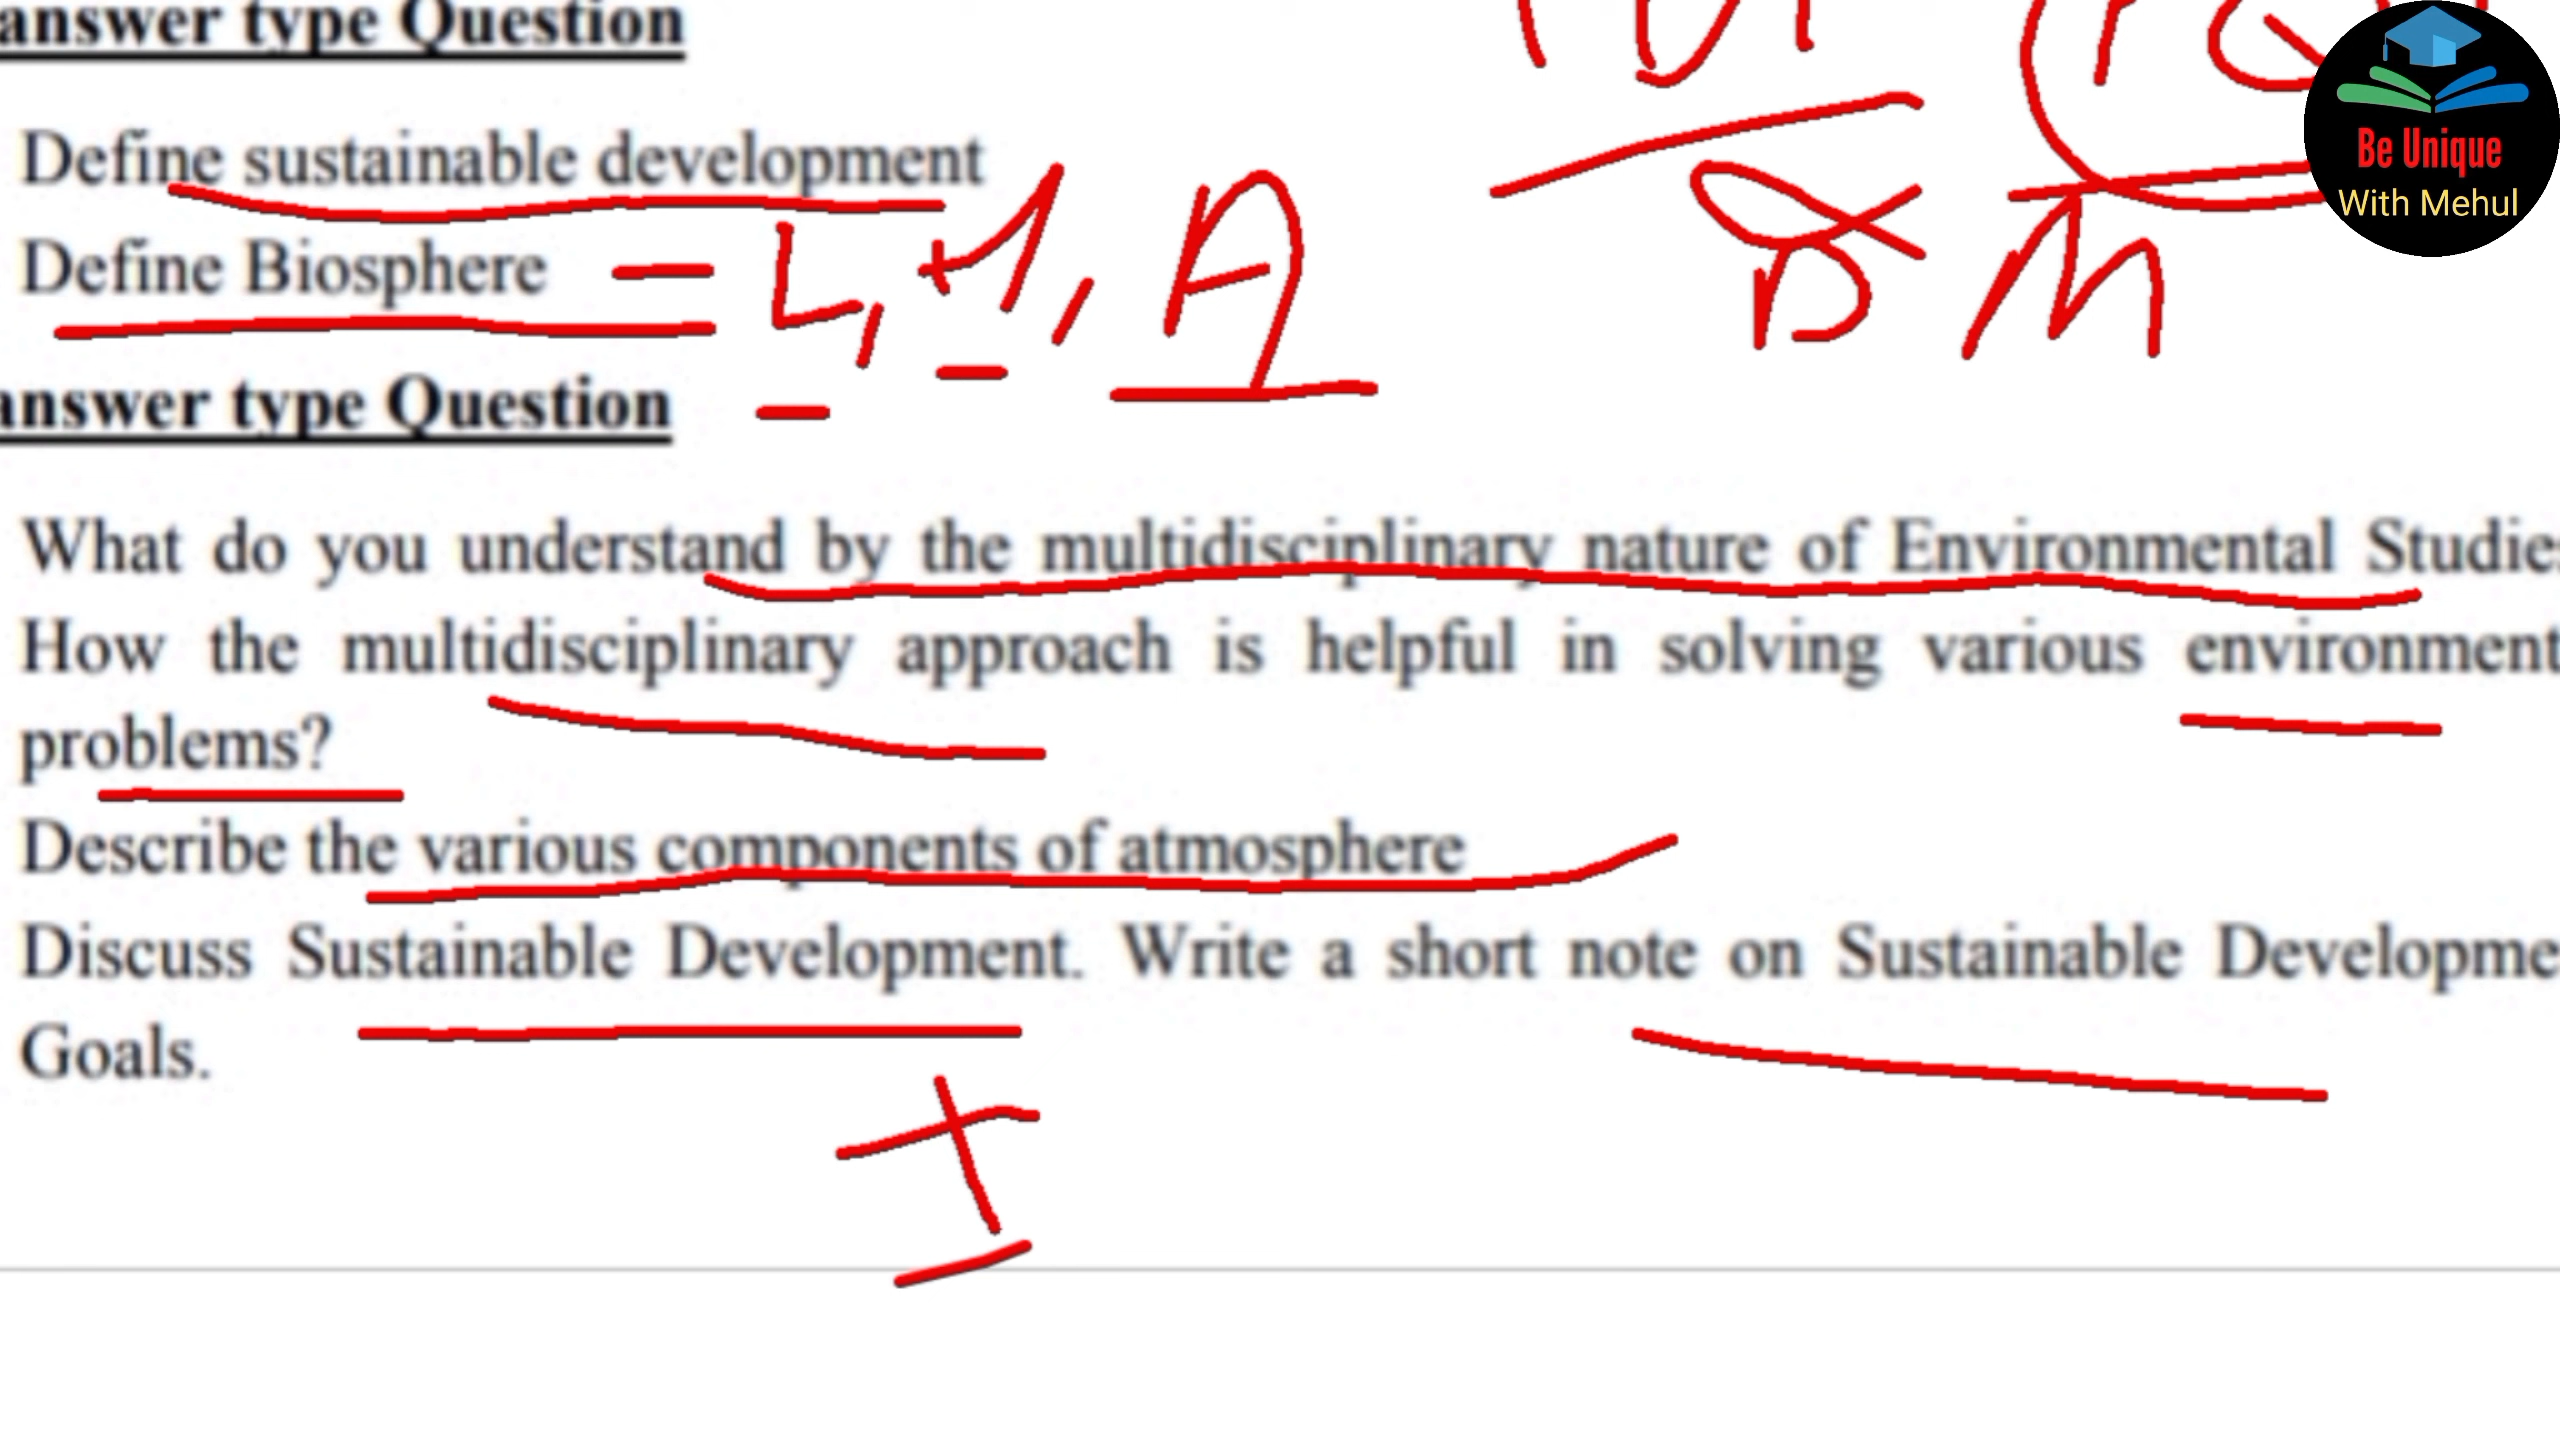 answer type Question
Define sustainable development
Define Biosphere – L, H, A
answer type Question
What do you understand by the multidisciplinary nature of Environmental Studies
How the multidisciplinary approach is helpful in solving various environment
problems?
Describe the various components of atmosphere
Discuss Sustainable Development. Write a short note on Sustainable Developme
Goals.
Be Unique
With Mehul